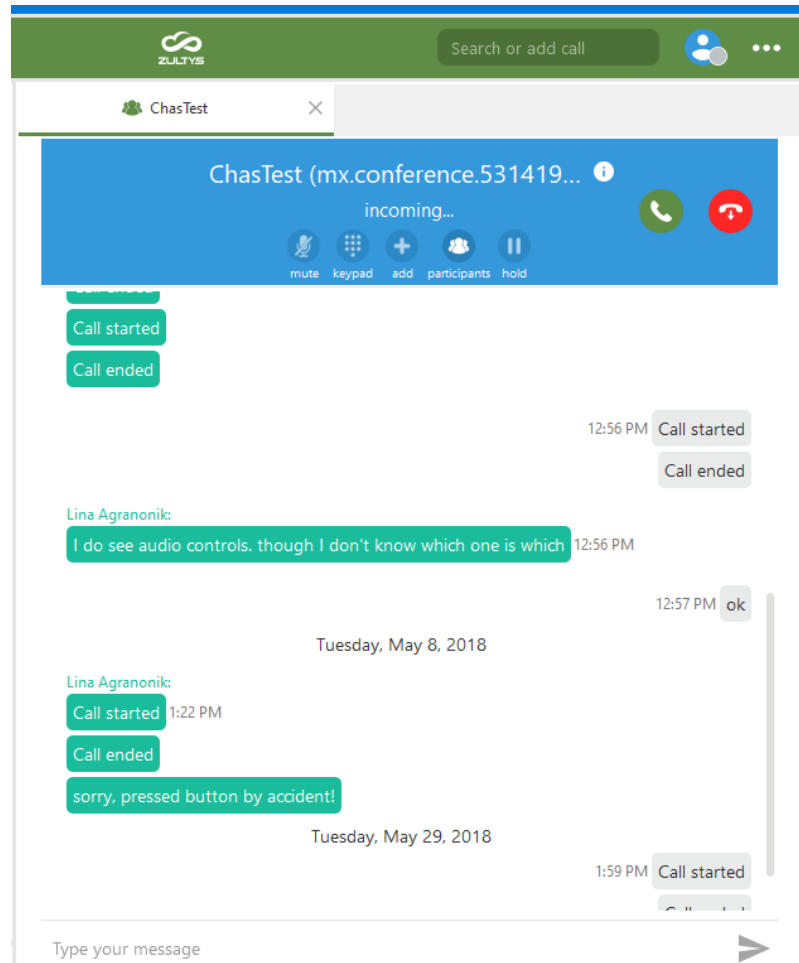 ZULTYS
Search or add call
ChasTest
ChasTest (mx.conference.531419...
incoming...
mute keypad add participants hold
Call started
Call ended
12:56 PM Call started
Call ended
Lina Agranonik:
I do see audio controls. though I don't know which one is which 12:56 PM
12:57 PM ok
Tuesday, May 8, 2018
Lina Agranonik:
Call started 1:22 PM
Call ended
sorry, pressed button by accident!
Tuesday, May 29, 2018
1:59 PM Call started
Type your message